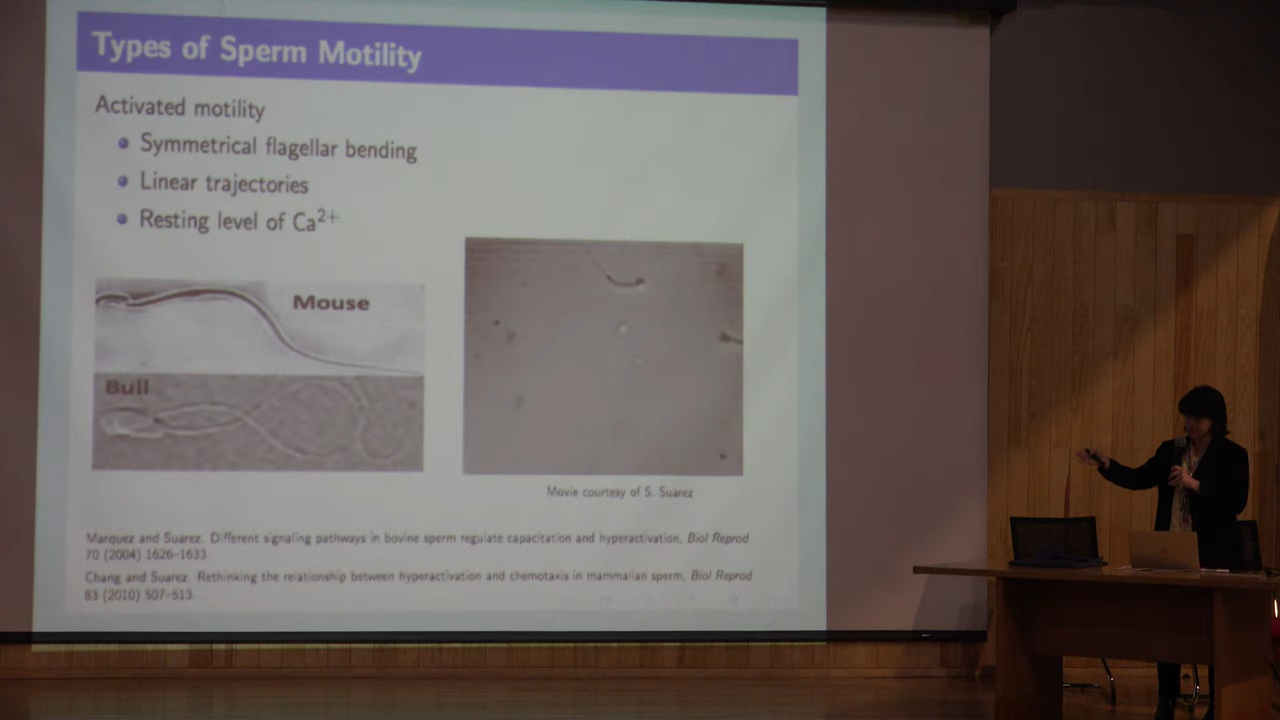 Types of Sperm Motility
Activated motility
Symmetrical flagellar bending
Linear trajectories
Resting level of Ca²⁺
Mouse
Bull
Movie courtesy of S. Suarez
Marquez and Suarez. Different signaling pathways in bovine sperm regulate capacitation and hyperactivation, Biol Reprod
70 (2004) 1626–1633
Chang and Suarez. Rethinking the relationship between hyperactivation and chemotaxis in mammalian sperm, Biol Reprod
83 (2010) 507–513